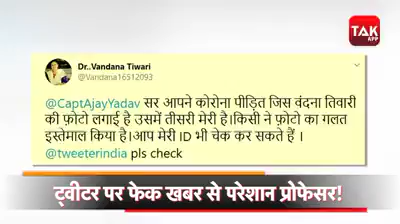 TAK
APP
Dr..Vandana Tiwari
@Vandana16512093
@CaptAjayYadav सर आपने कोरोना पीड़ित जिस वंदना तिवारी
की फ़ोटो लगाई है उसमें तीसरी मेरी है।किसी ने फ़ोटो का गलत
इस्तेमाल किया है।आप मेरी ID भी चेक कर सकते हैं ।
@tweeterindia pls check
ट्वीटर पर फेक खबर से परेशान प्रोफेसर!